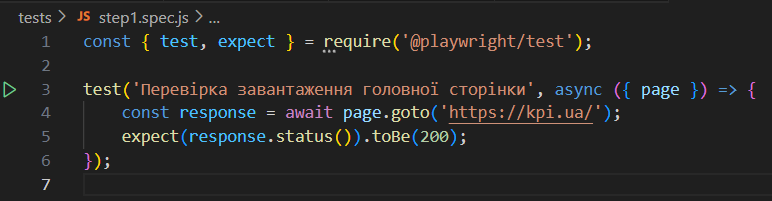 tests > JS step1.spec.js > ...
1 const { test, expect } = require('@playwright/test');
2
3 test('Перевірка завантаження головної сторінки', async ({ page }) => {
4 const response = await page.goto('https://kpi.ua/');
5 expect(response.status()).toBe(200);
6 });
7